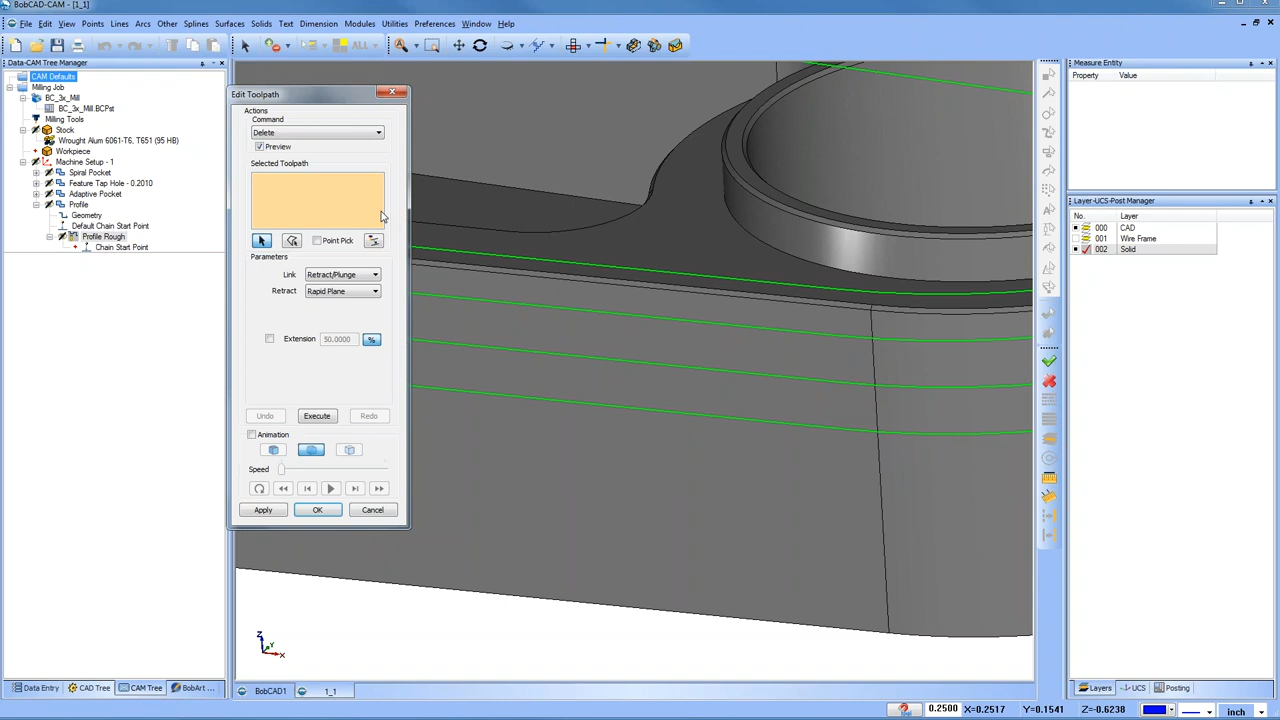 BobCAD-CAM - [1_1]
File Edit View Points Lines Arcs Other Splines Surfaces Solids Text Dimension Modules Utilities Preferences Window Help
ALL
Data-CAM Tree Manager
CAM Defaults
Milling Job
BC_3x_Mill
BC_3x_Mill.BCPst
Milling Tools
Stock
Wrought Alum 6061-T6, T651 (95 HB)
Workpiece
Machine Setup - 1
Spiral Pocket
Feature Tap Hole - 0.2010
Adaptive Pocket
Profile
Geometry
Default Chain Start Point
Profile Rough
Chain Start Point
Edit Toolpath
Actions
Command
Delete
Preview
Selected Toolpath
Point Pick
Parameters
Link Retract/Plunge
Retract Rapid Plane
Extension 50.0000 %
Undo Execute Redo
Animation
Speed
Apply OK Cancel
Z Y X
Measure Entity
Property Value
Layer-UCS-Post Manager
No. Layer
000 CAD
001 Wire Frame
002 Solid
Data Entry CAD Tree CAM Tree BobArt ...
BobCAD1 1_1
Layers UCS Posting
0.2500 X=0.2517 Y=0.1541 Z=-0.6238 inch